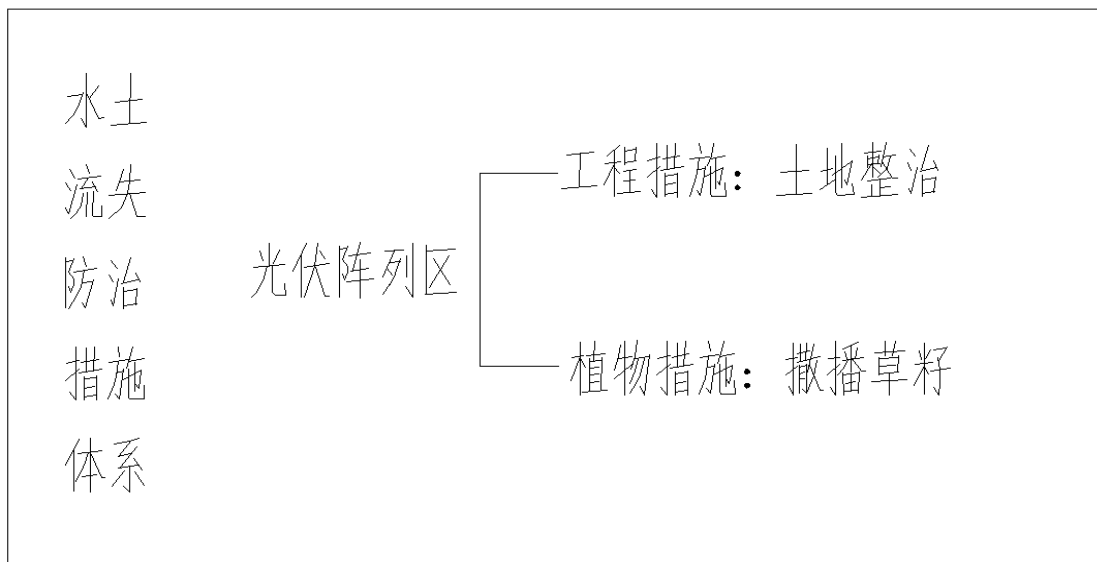 水土
流失
防治
措施
体系
光伏阵列区
工程措施：土地整治
植物措施：撒播草籽